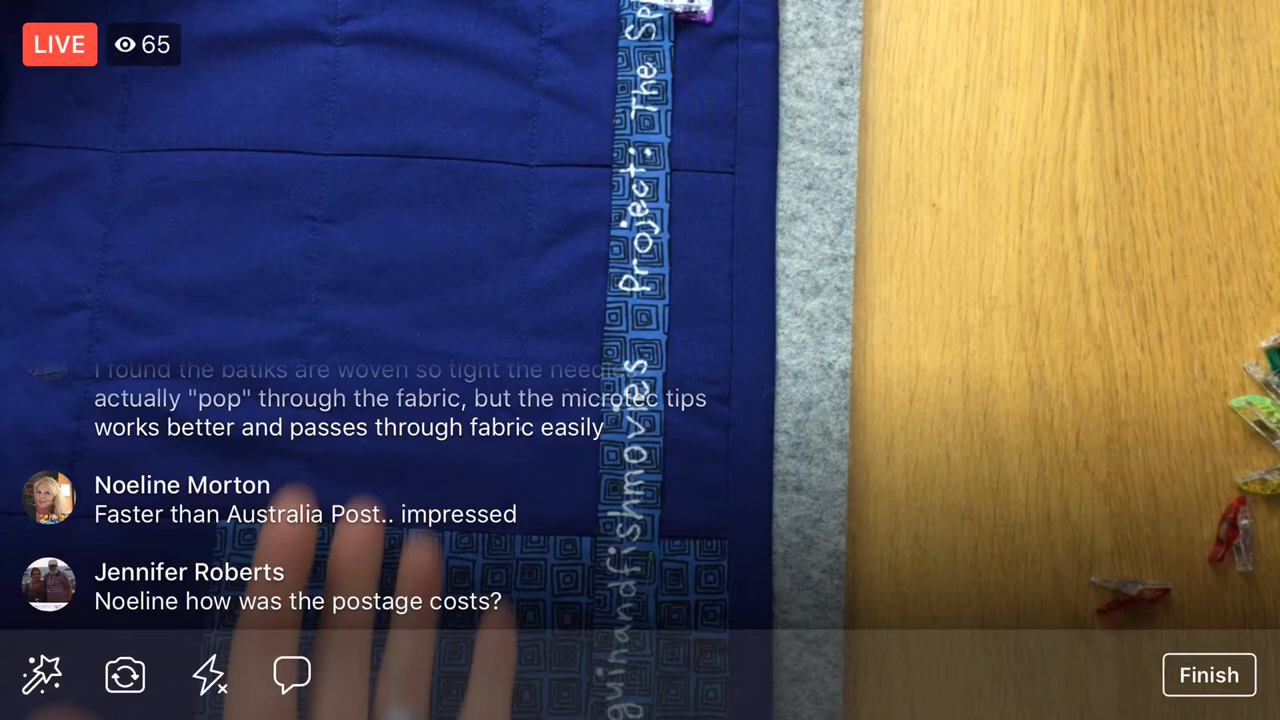 LIVE
65
I found the batiks are woven so tight the needle
actually "pop" through the fabric, but the microtec tips
works better and passes through fabric easily
Noeline Morton
Faster than Australia Post.. impressed
Jennifer Roberts
Noeline how was the postage costs?
guinandfishmovies project. The Sp
Finish